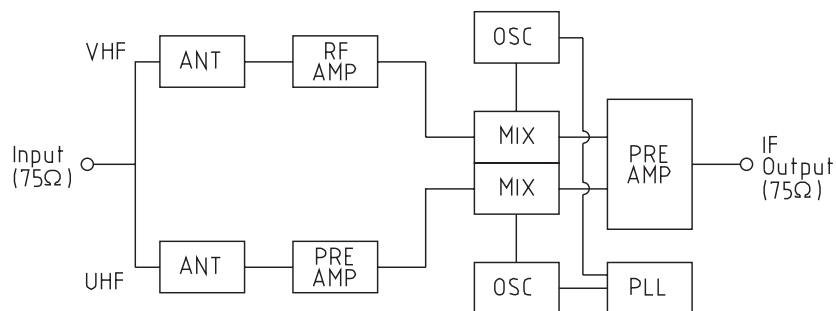 VHF
ANT
RF
AMP
OSC
MIX
Input
(75Ω)
MIX
PRE
AMP
IF
Output
(75Ω)
UHF
ANT
PRE
AMP
OSC
PLL